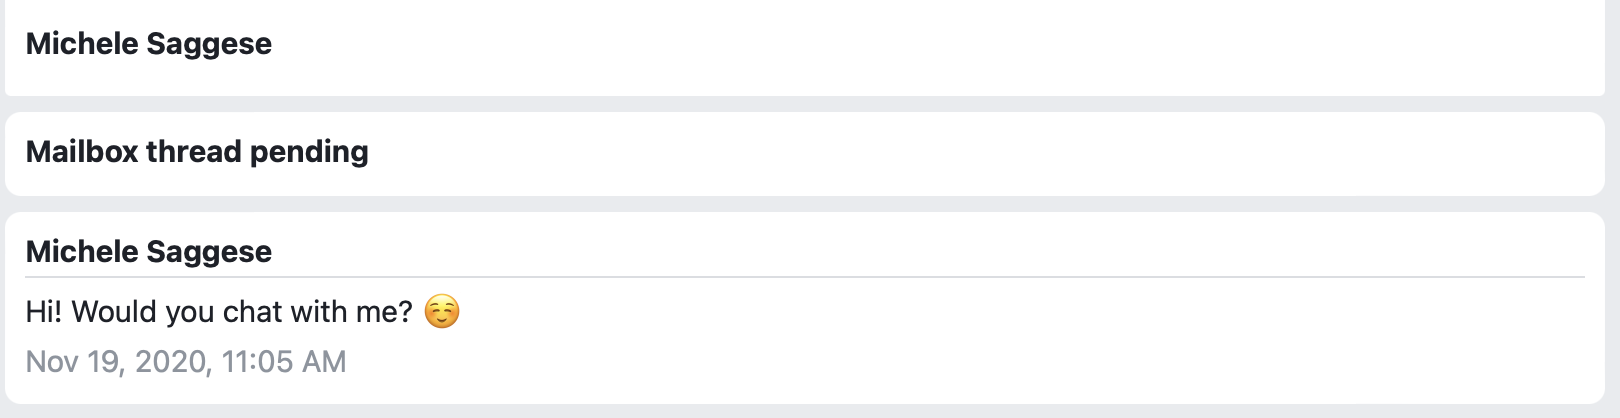 Michele Saggese
Mailbox thread pending
Michele Saggese
Hi! Would you chat with me? ☺️
Nov 19, 2020, 11:05 AM